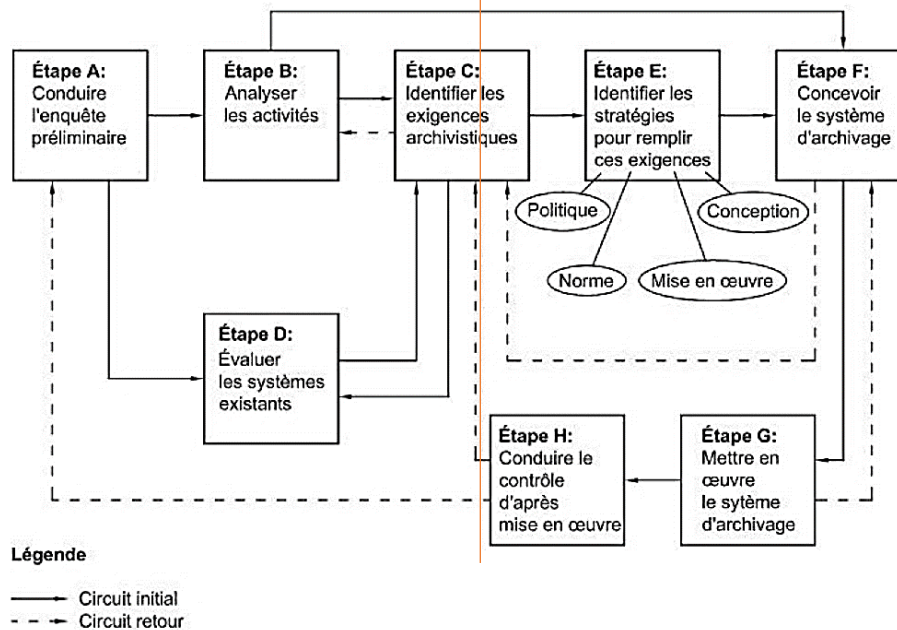 Étape A:
Conduire
l'enquête
préliminaire
Étape B:
Analyser
les activités
Étape C:
Identifier les
exigences
archivistiques
Étape E:
Identifier les
stratégies
pour remplir
ces exigences
Étape F:
Concevoir
le système
d'archivage
Politique
Conception
Norme
Mise en œuvre
Étape D:
Évaluer
les systèmes
existants
Étape H:
Conduire le
contrôle
d'après
mise en œuvre
Étape G:
Mettre en
œuvre
le sytème
d'archivage
Légende
Circuit initial
Circuit retour